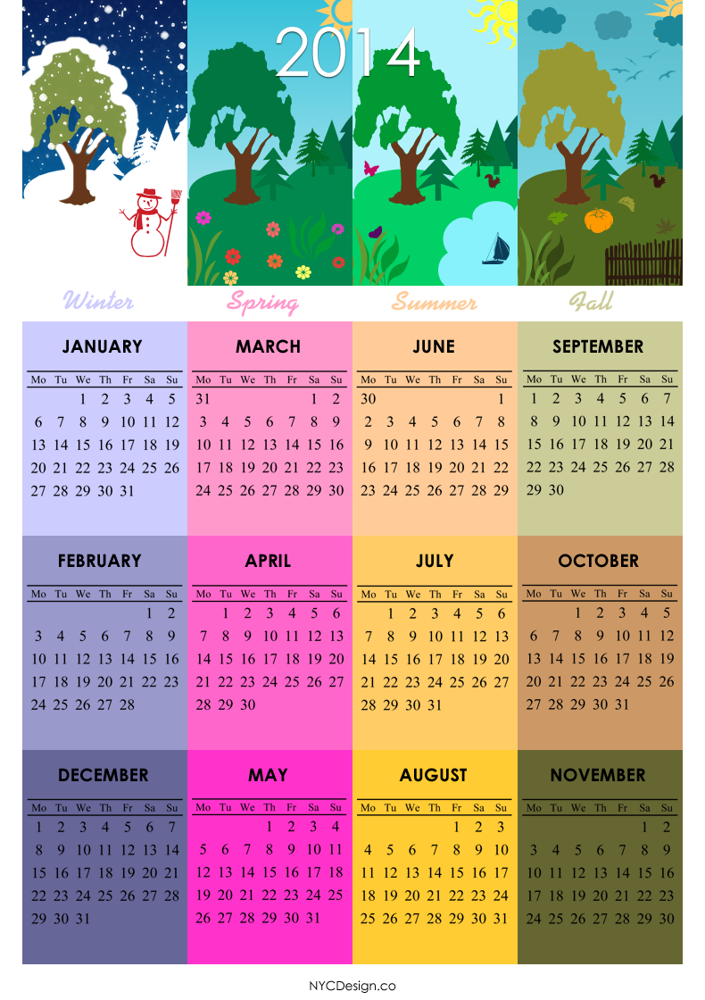 2014
Winter
Spring
Summer
Fall
JANUARY
Mo Tu We Th Fr Sa Su
1 2 3 4 5
6 7 8 9 10 11 12
13 14 15 16 17 18 19
20 21 22 23 24 25 26
27 28 29 30 31
MARCH
Mo Tu We Th Fr Sa Su
31 1 2
3 4 5 6 7 8 9
10 11 12 13 14 15 16
17 18 19 20 21 22 23
24 25 26 27 28 29 30
JUNE
Mo Tu We Th Fr Sa Su
30 1
2 3 4 5 6 7 8
9 10 11 12 13 14 15
16 17 18 19 20 21 22
23 24 25 26 27 28 29
SEPTEMBER
Mo Tu We Th Fr Sa Su
1 2 3 4 5 6 7
8 9 10 11 12 13 14
15 16 17 18 19 20 21
22 23 24 25 26 27 28
29 30
FEBRUARY
Mo Tu We Th Fr Sa Su
1 2
3 4 5 6 7 8 9
10 11 12 13 14 15 16
17 18 19 20 21 22 23
24 25 26 27 28
APRIL
Mo Tu We Th Fr Sa Su
1 2 3 4 5 6
7 8 9 10 11 12 13
14 15 16 17 18 19 20
21 22 23 24 25 26 27
28 29 30
JULY
Mo Tu We Th Fr Sa Su
1 2 3 4 5 6
7 8 9 10 11 12 13
14 15 16 17 18 19 20
21 22 23 24 25 26 27
28 29 30 31
OCTOBER
Mo Tu We Th Fr Sa Su
1 2 3 4 5
6 7 8 9 10 11 12
13 14 15 16 17 18 19
20 21 22 23 24 25 26
27 28 29 30 31
DECEMBER
Mo Tu We Th Fr Sa Su
1 2 3 4 5 6 7
8 9 10 11 12 13 14
15 16 17 18 19 20 21
22 23 24 25 26 27 28
29 30 31
MAY
Mo Tu We Th Fr Sa Su
1 2 3 4
5 6 7 8 9 10 11
12 13 14 15 16 17 18
19 20 21 22 23 24 25
26 27 28 29 30 31
AUGUST
Mo Tu We Th Fr Sa Su
1 2 3
4 5 6 7 8 9 10
11 12 13 14 15 16 17
18 19 20 21 22 23 24
25 26 27 28 29 30 31
NOVEMBER
Mo Tu We Th Fr Sa Su
1 2
3 4 5 6 7 8 9
10 11 12 13 14 15 16
17 18 19 20 21 22 23
24 25 26 27 28 29 30
NYCDesign.co